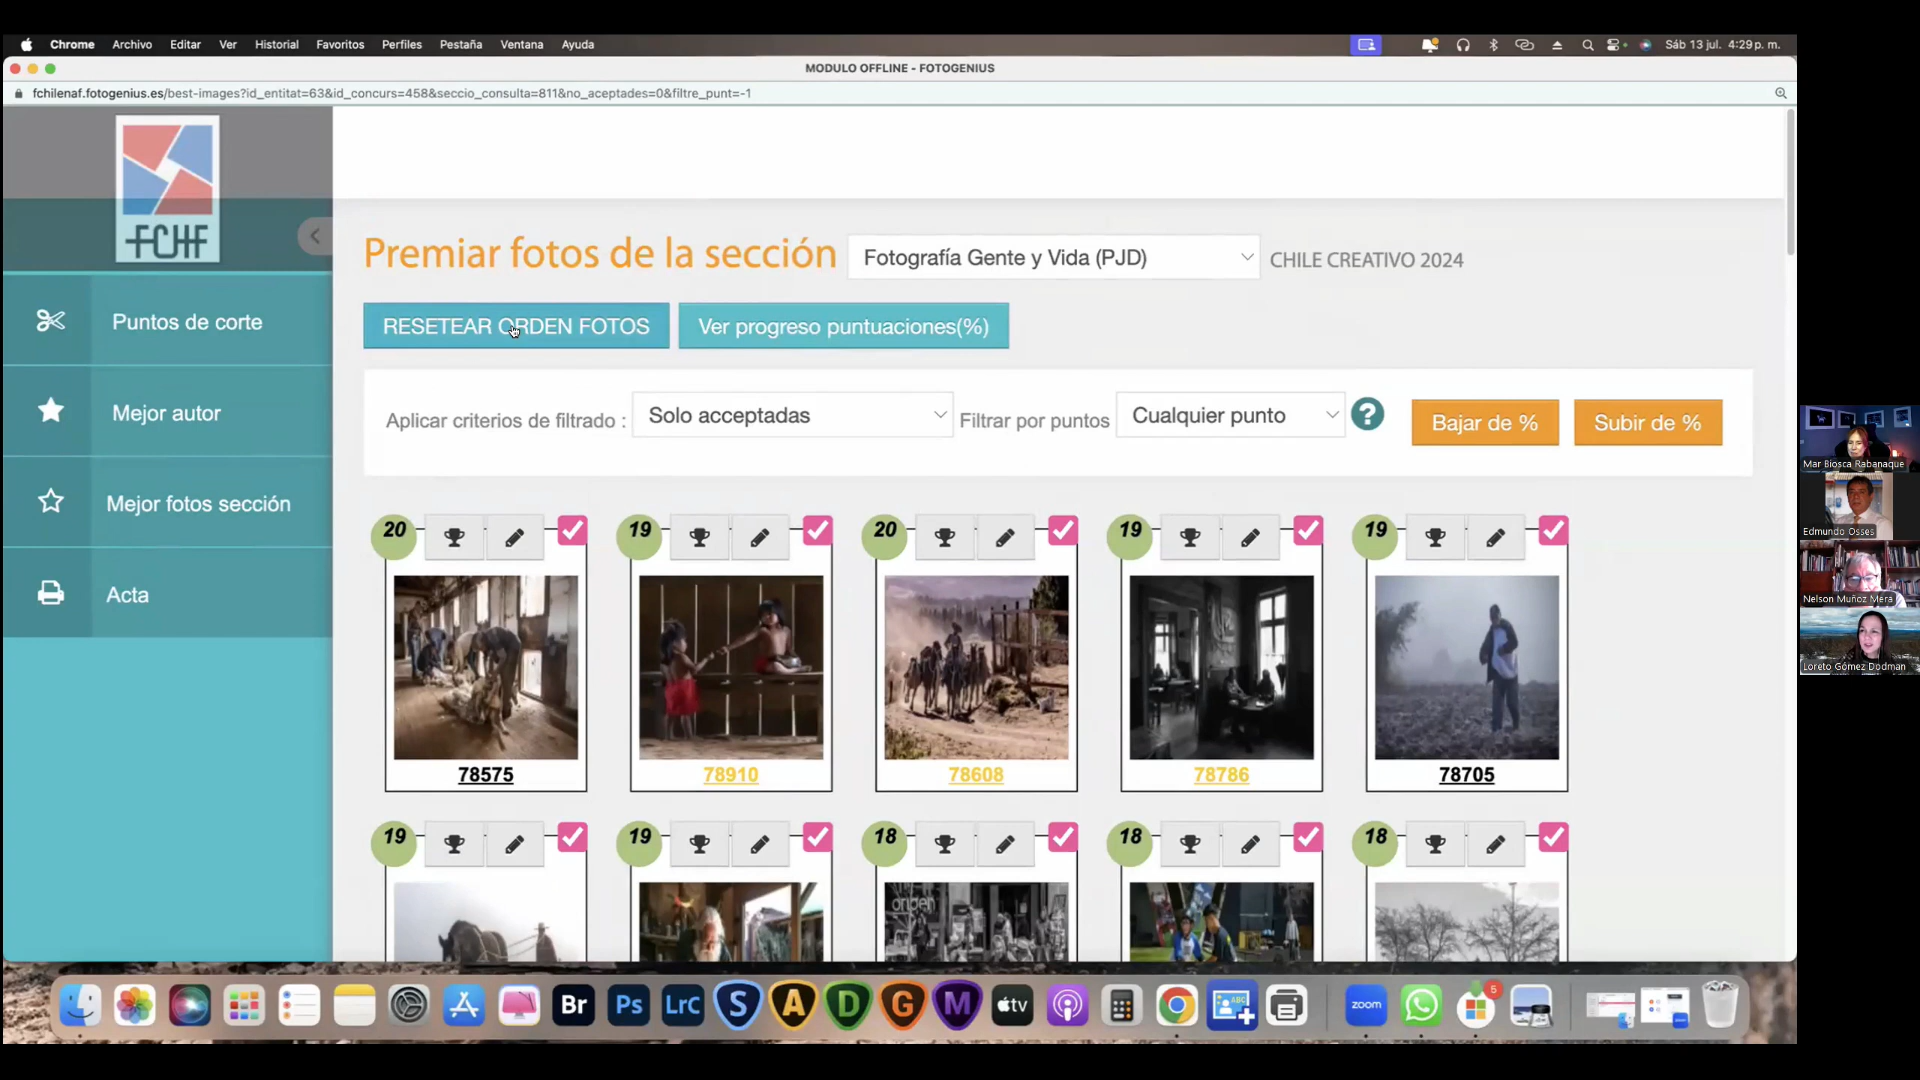 Chrome Archivo Editar Ver Historial Favoritos Perfiles Pestaña Ventana Ayuda
Sáb 13 jul. 4:29 p. m.
MODULO OFFLINE - FOTOGENIUS
fchilenaf.fotogenius.es/best-images?id_entitat=63&id_concurs=458&seccio_consulta=811&no_aceptades=0&filtre_punt=-1
FCHF
Premiar fotos de la sección
Fotografía Gente y Vida (PJD)
CHILE CREATIVO 2024
RESETEAR ORDEN FOTOS
Ver progreso puntuaciones(%)
Puntos de corte
Mejor autor
Mejor fotos sección
Acta
Aplicar criterios de filtrado :
Solo acceptadas
Filtrar por puntos
Cualquier punto
?
Bajar de %
Subir de %
20 19 20 19 19
78575 78910 78608 78786 78705
19 19 18 18 18
origen
Mar Biosca Rabanaque
Edmundo Osses
Nelson Muñoz Mera
Loreto Gómez Dodman
Br Ps LrC S A D G M tv zoom 5
ABC